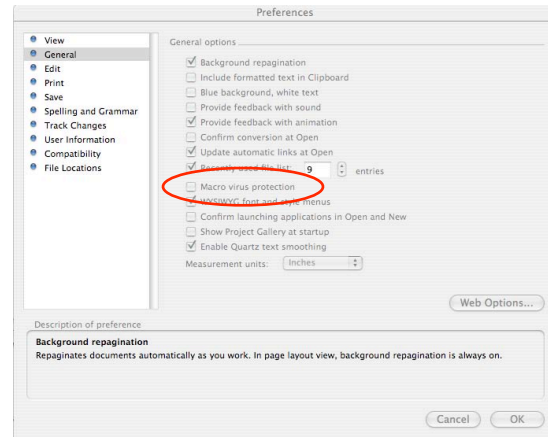 Preferences
View
General
Edit
Print
Save
Spelling and Grammar
Track Changes
User Information
Compatibility
File Locations
General options
Background repagination
Include formatted text in Clipboard
Blue background, white text
Provide feedback with sound
Provide feedback with animation
Confirm conversion at Open
Update automatic links at Open
Recently used file list: 9 entries
Macro virus protection
WYSIWYG font and style menus
Confirm launching applications in Open and New
Show Project Gallery at startup
Enable Quartz text smoothing
Measurement units: Inches
Web Options...
Description of preference
Background repagination
Repaginates documents automatically as you work. In page layout view, background repagination is always on.
Cancel OK